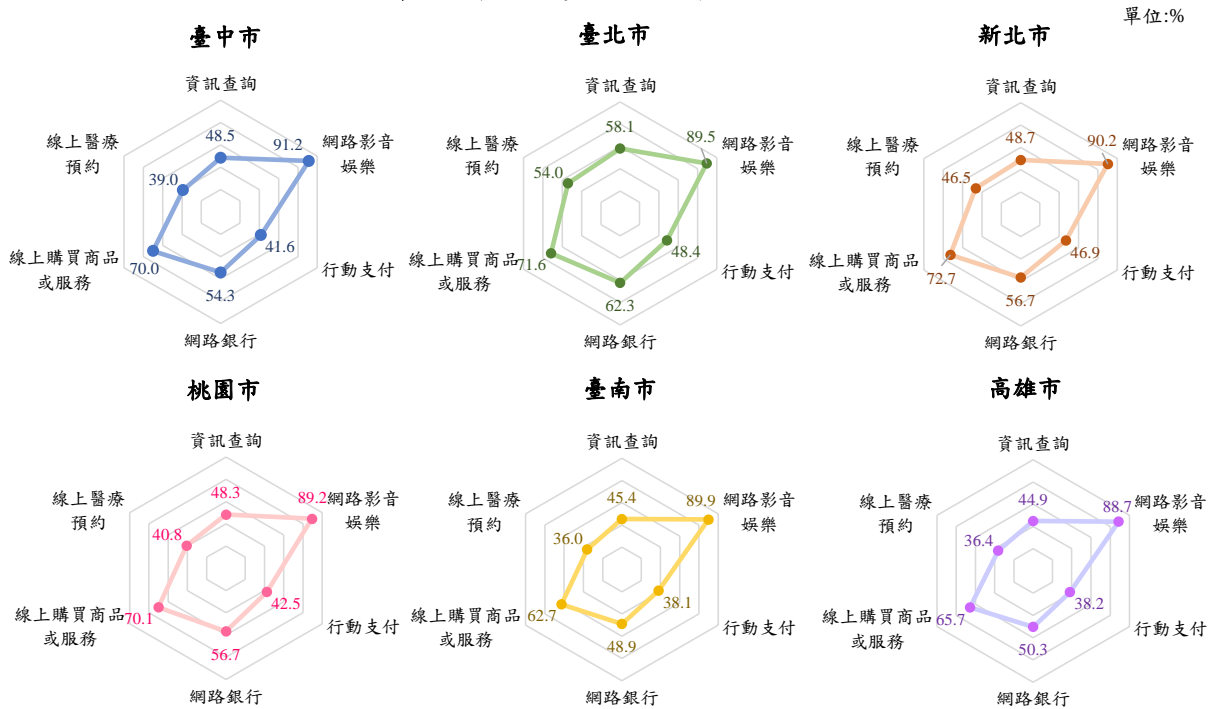 單位:%
臺中市
資訊查詢
48.5
網路影音
娛樂
91.2
行動支付
41.6
網路銀行
54.3
線上購買商品
或服務
70.0
線上醫療
預約
39.0
臺北市
資訊查詢
58.1
網路影音
娛樂
89.5
行動支付
48.4
網路銀行
62.3
線上購買商品
或服務
71.6
線上醫療
預約
54.0
新北市
資訊查詢
48.7
網路影音
娛樂
90.2
行動支付
46.9
網路銀行
56.7
線上購買商品
或服務
72.7
線上醫療
預約
46.5
桃園市
資訊查詢
48.3
網路影音
娛樂
89.2
行動支付
42.5
網路銀行
56.7
線上購買商品
或服務
70.1
線上醫療
預約
40.8
臺南市
資訊查詢
45.4
網路影音
娛樂
89.9
行動支付
38.1
網路銀行
48.9
線上購買商品
或服務
62.7
線上醫療
預約
36.0
高雄市
資訊查詢
44.9
網路影音
娛樂
88.7
行動支付
38.2
網路銀行
50.3
線上購買商品
或服務
65.7
線上醫療
預約
36.4